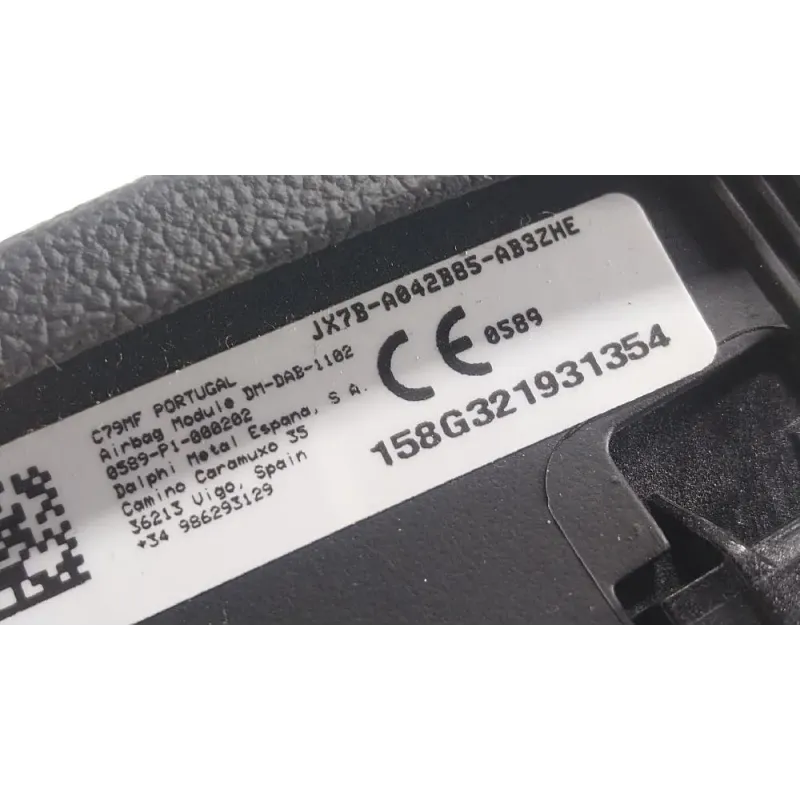 JX7B-A042B85-AB3ZHE
C79MF PORTUGAL
Airbag Module DM-DAB-1102
0589-P1-000202
Dalphi Metal Espana, S A.
Camino Caramuxo 35
36213 Vigo, Spain
+34 986293129
CE 0589
158G321931354